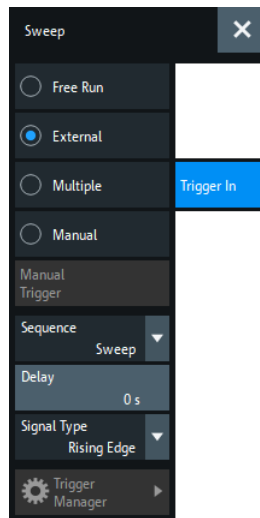 Sweep
Free Run
External
Multiple
Trigger In
Manual
Manual
Trigger
Sequence
Sweep
Delay
0 s
Signal Type
Rising Edge
Trigger
Manager